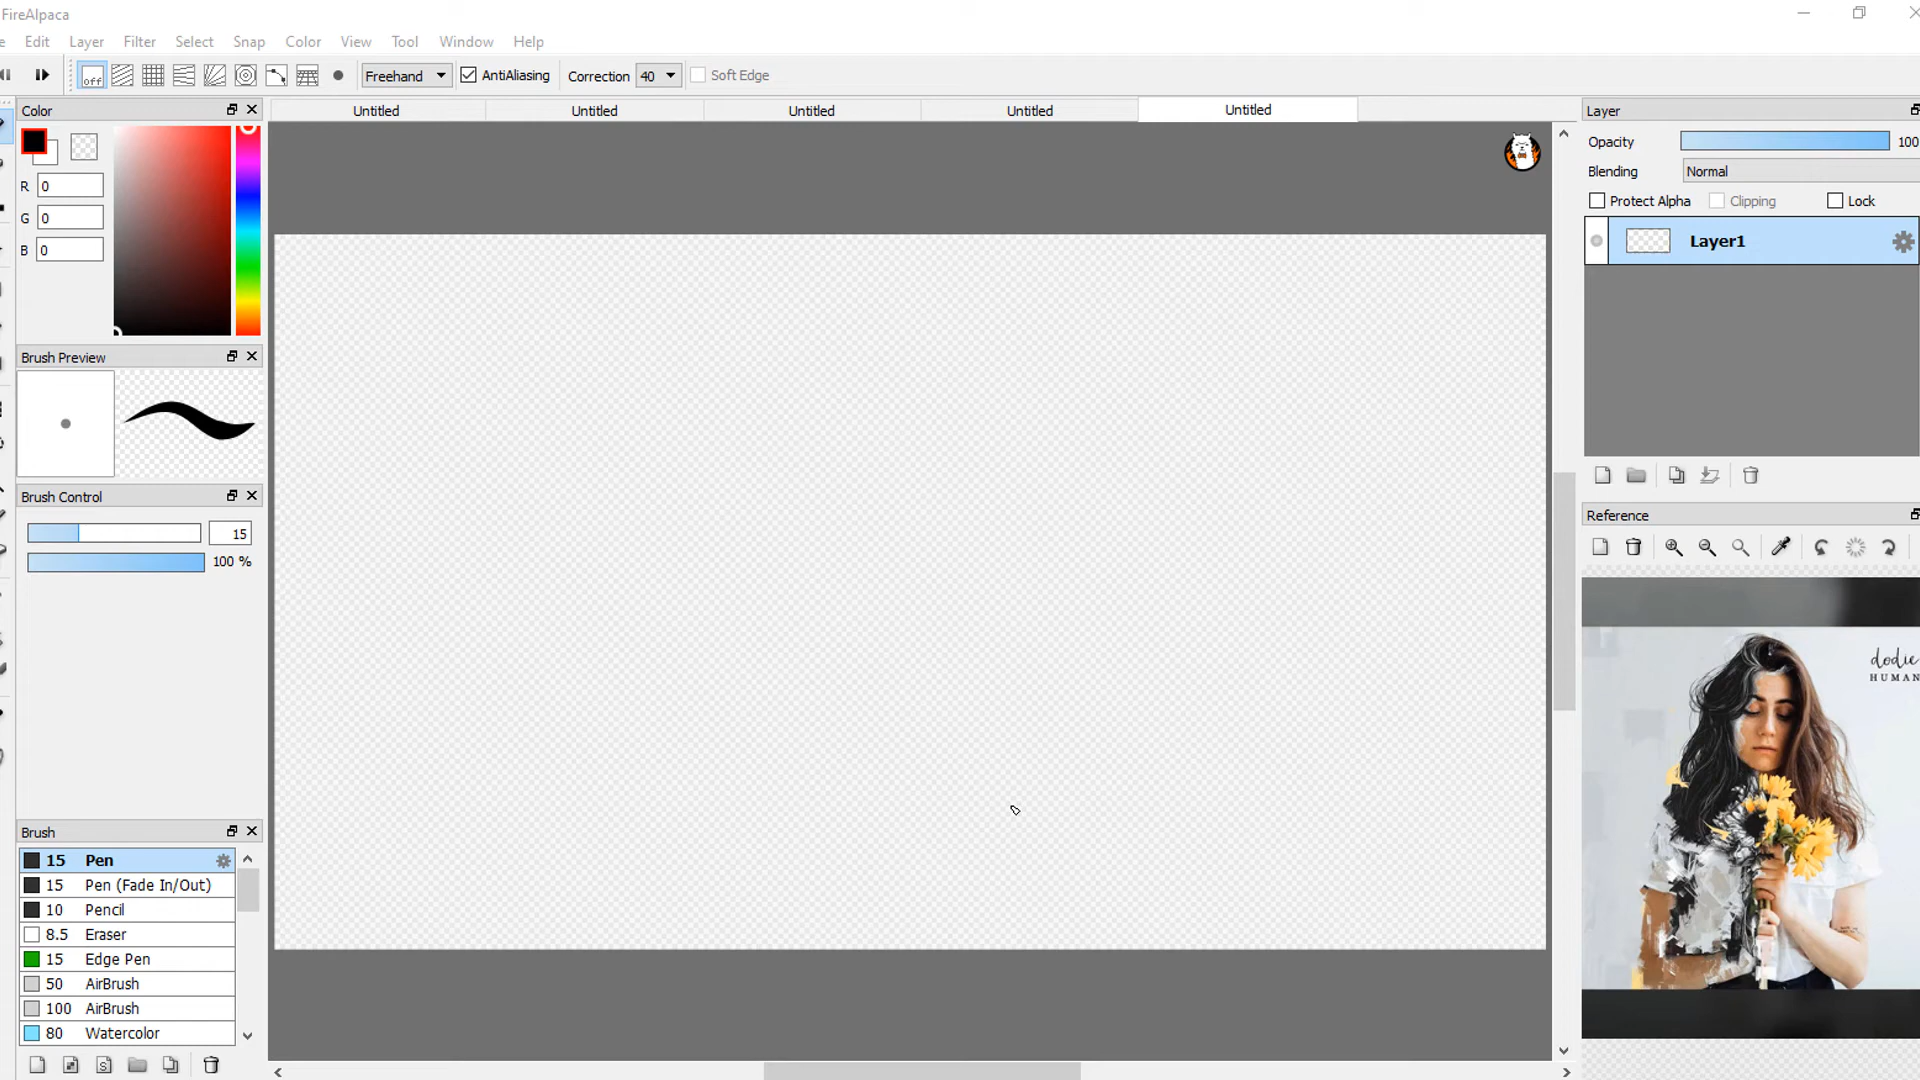 FireAlpaca
Edit Layer Filter Select Snap Color View Tool Window Help
off Freehand AntiAliasing Correction 40 Soft Edge
Color
R 0
G 0
B 0
Brush Preview
Brush Control
15
100 %
Brush
15 Pen
15 Pen (Fade In/Out)
10 Pencil
8.5 Eraser
15 Edge Pen
50 AirBrush
100 AirBrush
80 Watercolor
S
Untitled Untitled Untitled Untitled Untitled
Layer
Opacity 100
Blending Normal
Protect Alpha Clipping Lock
Layer1
Reference
dodie
HUMAN